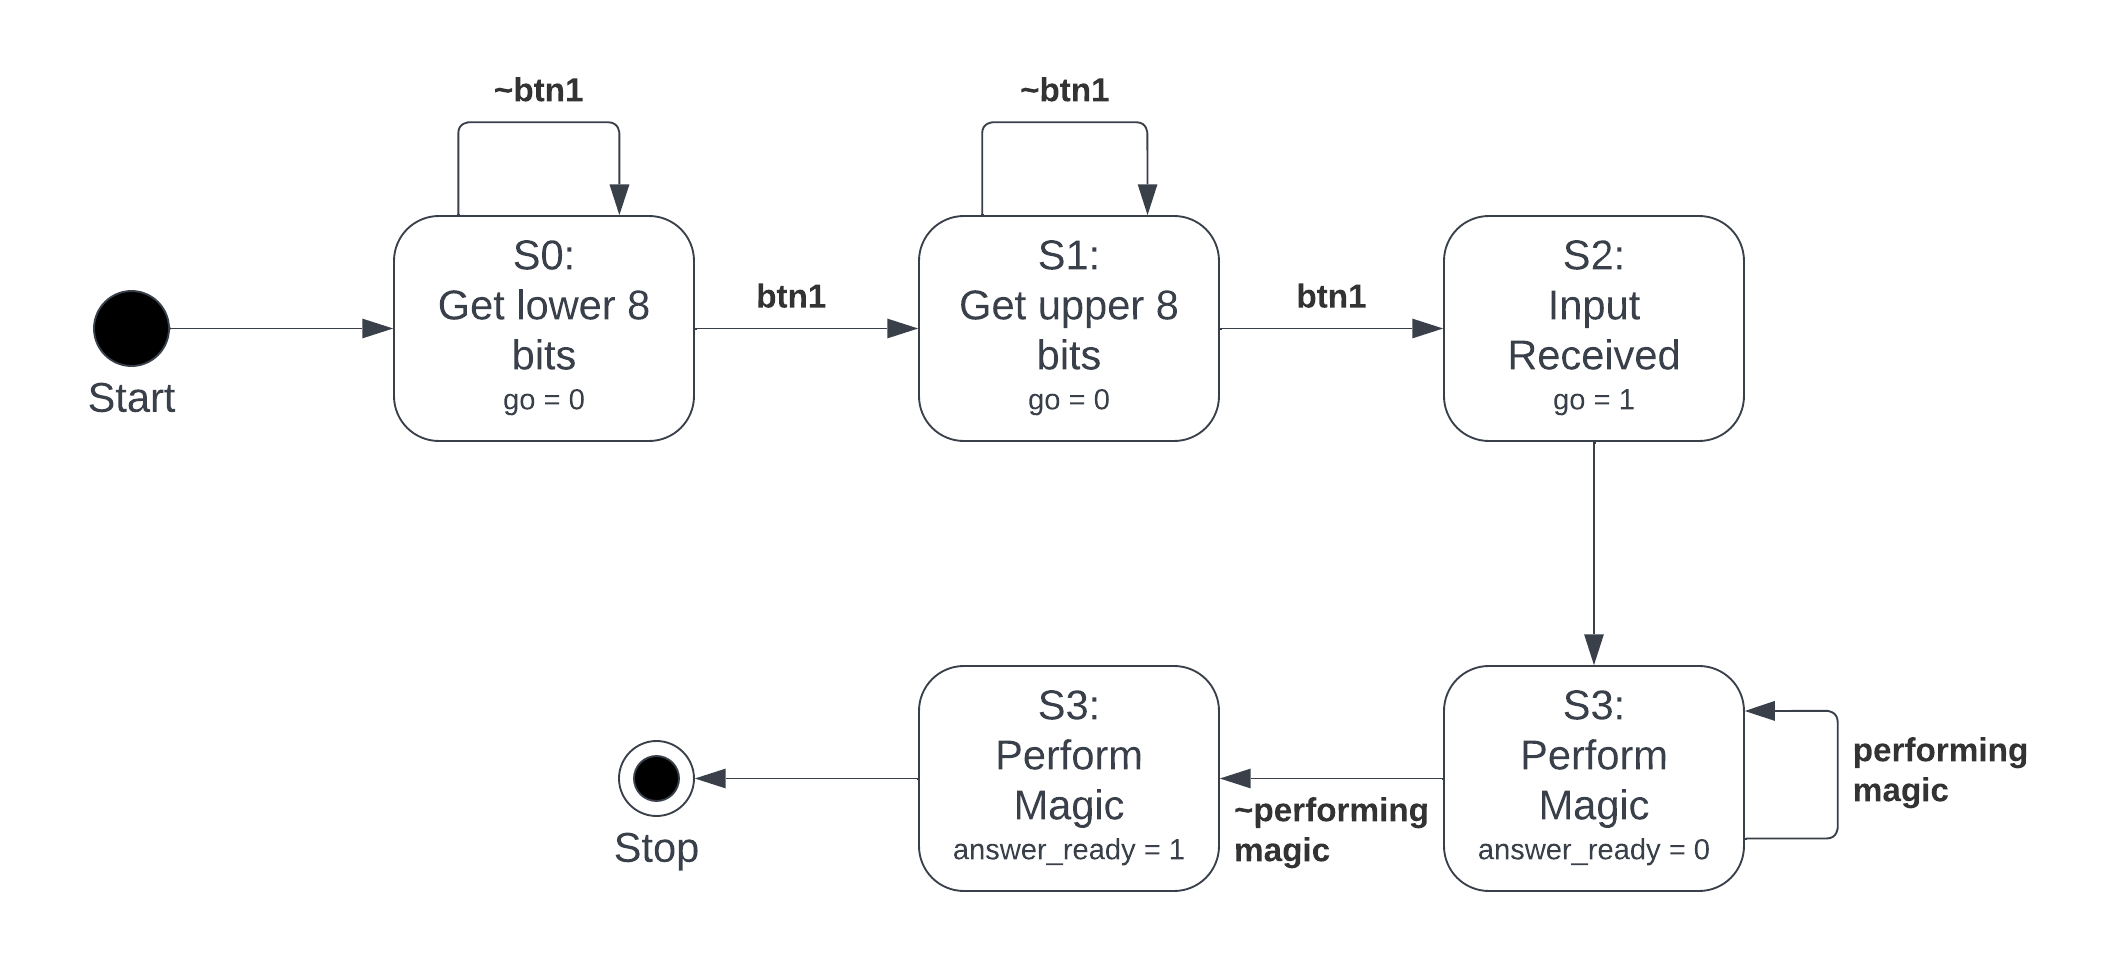 ~btn1
~btn1
S0:
Get lower 8
bits
go = 0
btn1
S1:
Get upper 8
bits
go = 0
btn1
S2:
Input
Received
go = 1
Start
S3:
Perform
Magic
answer_ready = 0
performing
magic
~performing
magic
S3:
Perform
Magic
answer_ready = 1
Stop